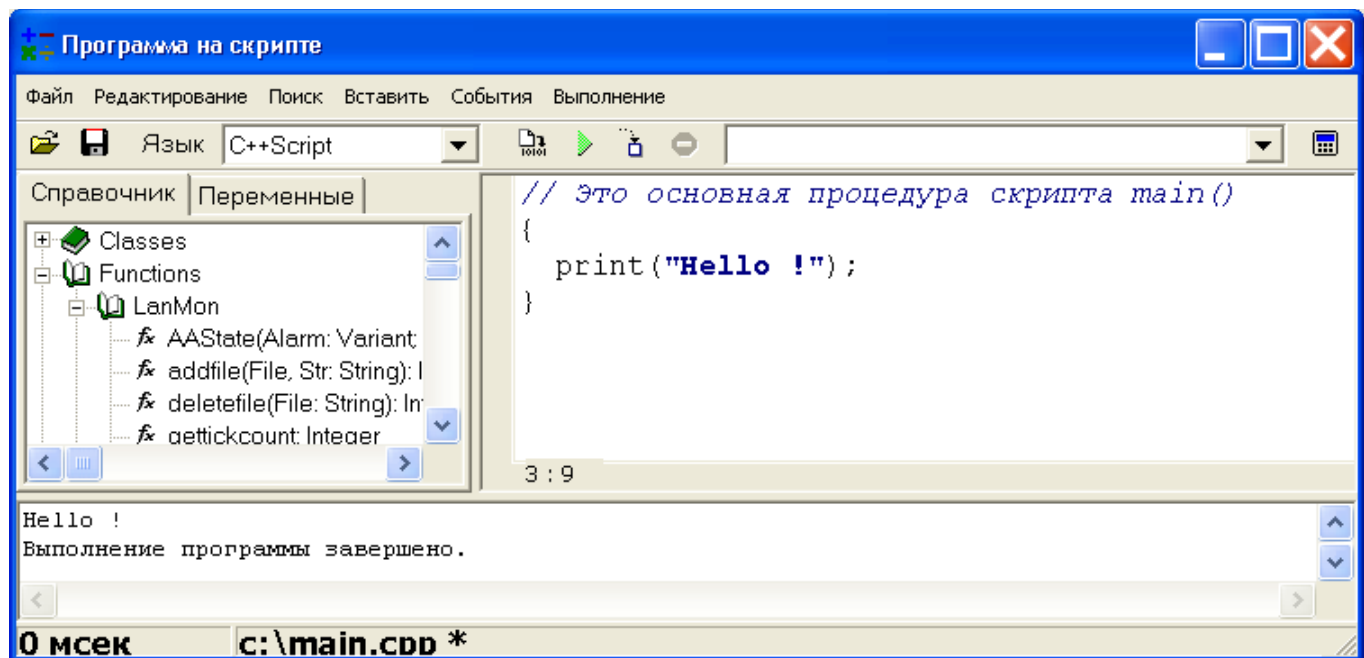 Программа на скрипте
Файл Редактирование Поиск Вставить События Выполнение
Язык C++Script
Справочник Переменные
Classes
Functions
LanMon
AAState(Alarm: Variant;
addfile(File, Str: String): I
deletefile(File: String): Int
gettickcount: Integer
// Это основная процедура скрипта main()
{
print("Hello !");
}
3:9
Hello !
Выполнение программы завершено.
0 мсек c:\main.cpp *